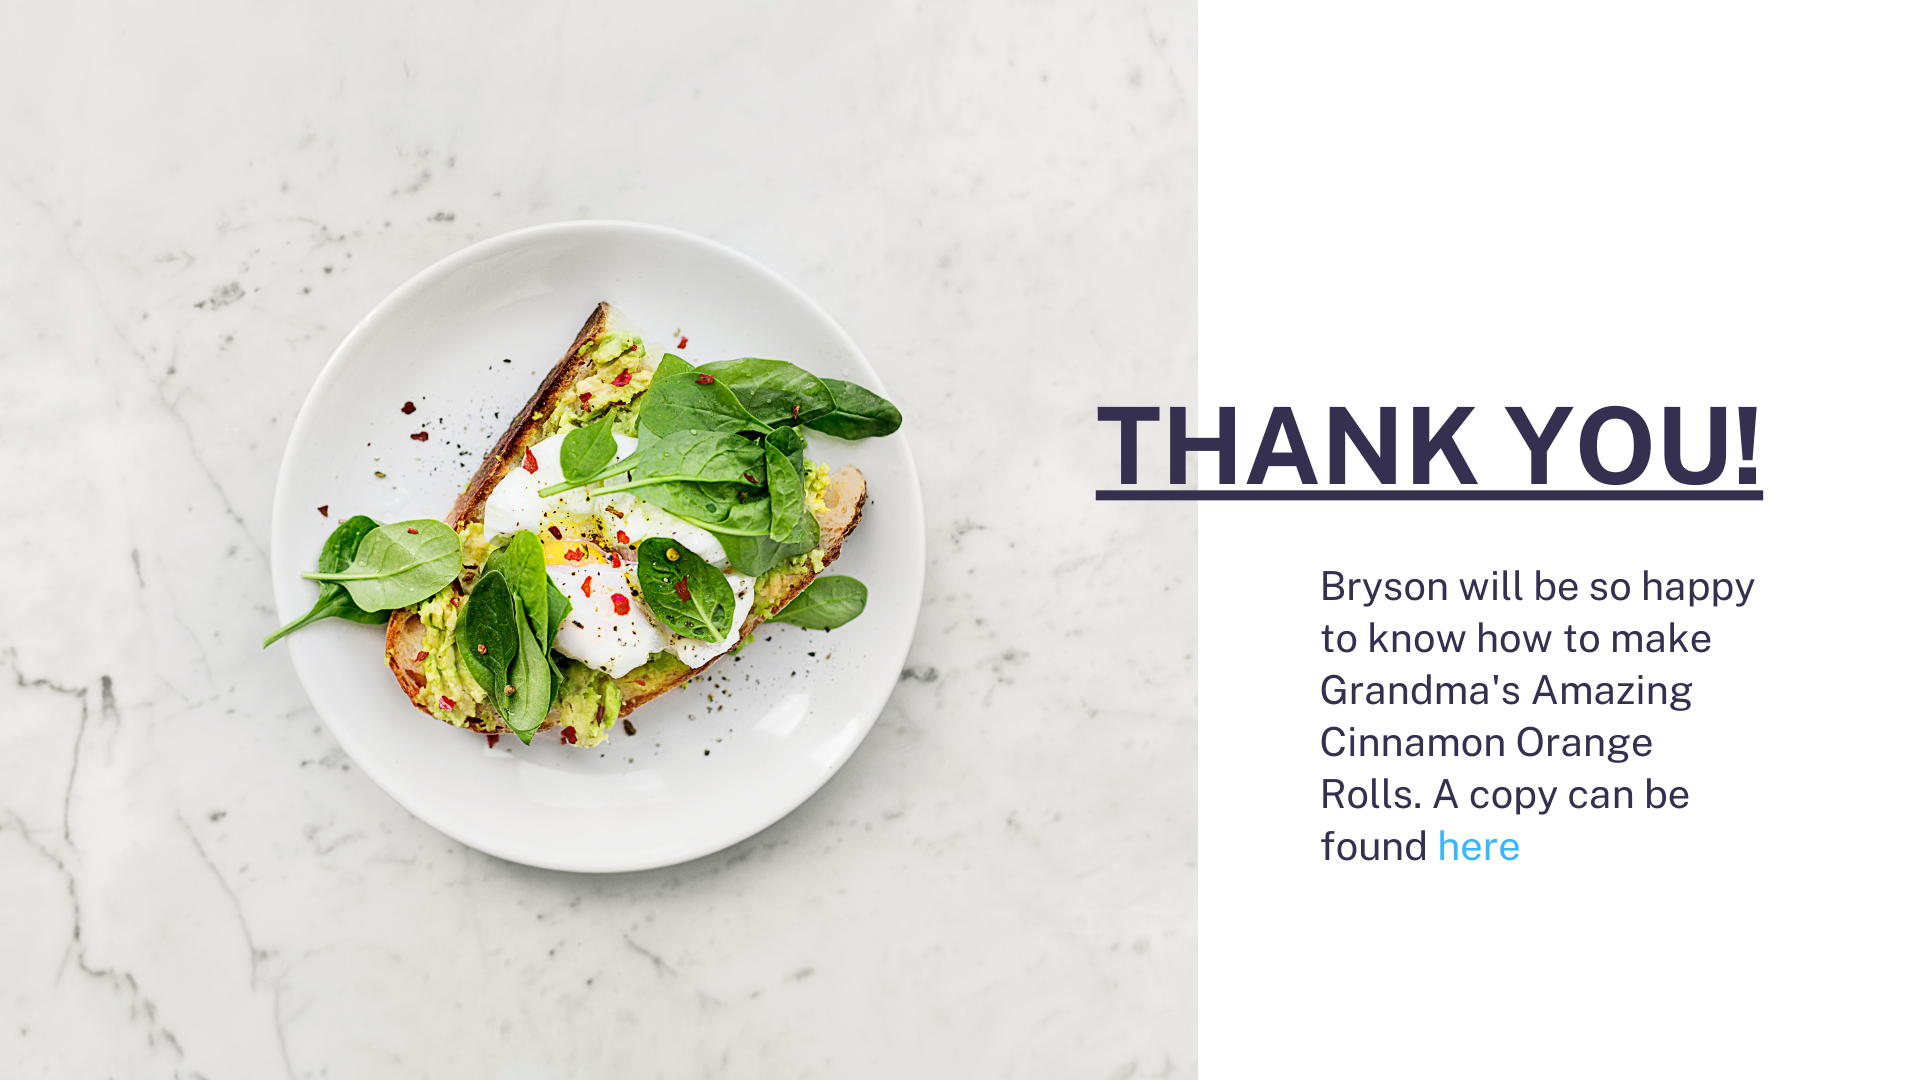 THANK YOU!
Bryson will be so happy
to know how to make
Grandma's Amazing
Cinnamon Orange
Rolls. A copy can be
found here